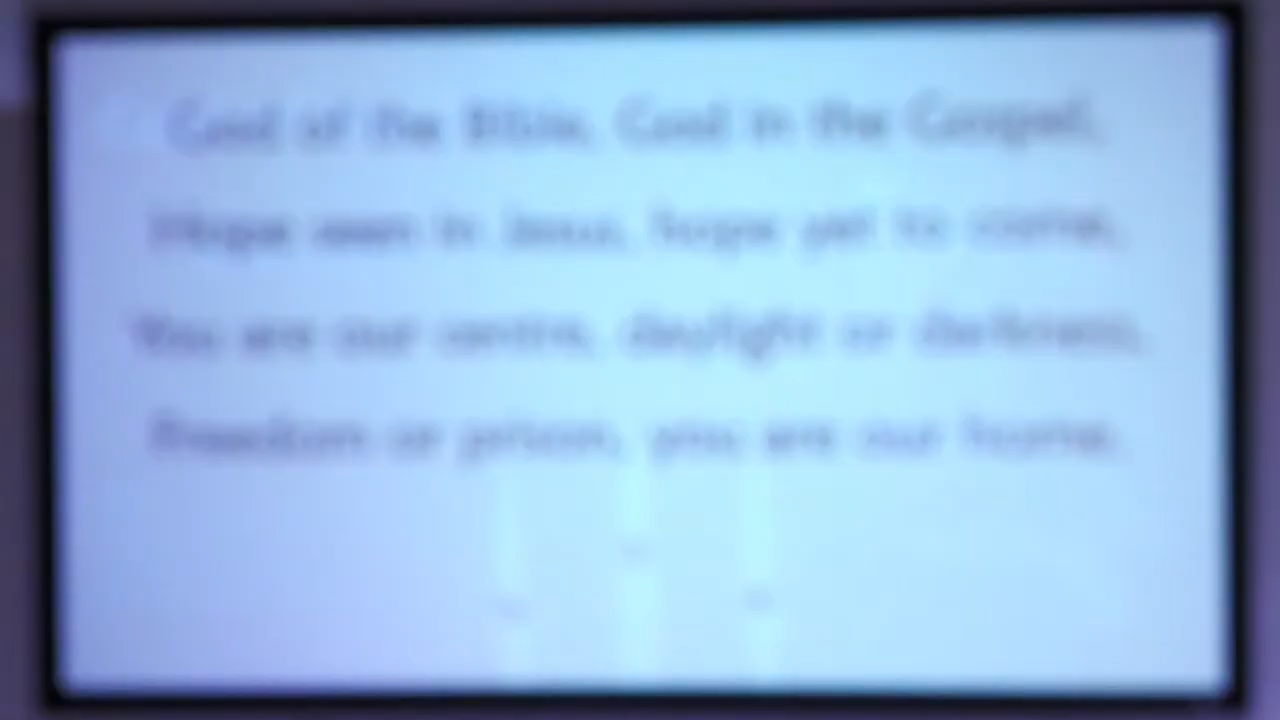 God of the Bible, God in the Gospel,
Hope seen in Jesus, hope yet to come,
You are our centre, daylight or darkness,
Freedom or prison, you are our home.